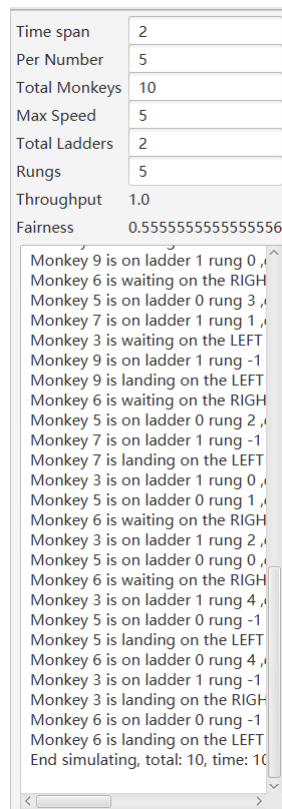 Time span 2
Per Number 5
Total Monkeys 10
Max Speed 5
Total Ladders 2
Rungs 5
Throughput 1.0
Fairness 0.5555555555555556
Monkey 9 is on ladder 1 rung 0 ,
Monkey 6 is waiting on the RIGH
Monkey 5 is on ladder 0 rung 3 ,
Monkey 7 is on ladder 1 rung 1 ,
Monkey 3 is waiting on the LEFT
Monkey 9 is on ladder 1 rung -1
Monkey 9 is landing on the LEFT
Monkey 6 is waiting on the RIGH
Monkey 5 is on ladder 0 rung 2 ,
Monkey 7 is on ladder 1 rung -1
Monkey 7 is landing on the LEFT
Monkey 3 is on ladder 1 rung 0 ,
Monkey 5 is on ladder 0 rung 1 ,
Monkey 6 is waiting on the RIGH
Monkey 3 is on ladder 1 rung 2 ,
Monkey 5 is on ladder 0 rung 0 ,
Monkey 6 is waiting on the RIGH
Monkey 3 is on ladder 1 rung 4 ,
Monkey 5 is on ladder 0 rung -1
Monkey 5 is landing on the LEFT
Monkey 6 is on ladder 0 rung 4 ,
Monkey 3 is on ladder 1 rung -1
Monkey 3 is landing on the RIGH
Monkey 6 is on ladder 0 rung -1
Monkey 6 is landing on the LEFT
End simulating, total: 10, time: 10